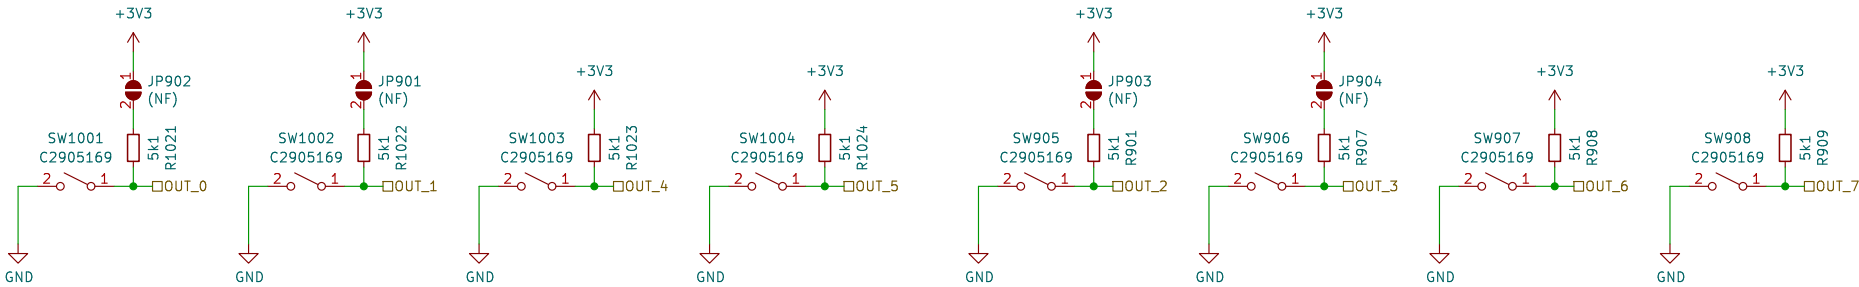 +3V3
1
2
JP902
(NF)
SW1001
C2905169
2
1
5k1
R1021
OUT_0
GND
+3V3
1
2
JP901
(NF)
SW1002
C2905169
2
1
5k1
R1022
OUT_1
GND
+3V3
SW1003
C2905169
2
1
5k1
R1023
OUT_4
GND
+3V3
SW1004
C2905169
2
1
5k1
R1024
OUT_5
GND
+3V3
1
2
JP903
(NF)
SW905
C2905169
2
1
5k1
R901
OUT_2
GND
+3V3
1
2
JP904
(NF)
SW906
C2905169
2
1
5k1
R907
OUT_3
GND
+3V3
SW907
C2905169
2
1
5k1
R908
OUT_6
GND
+3V3
SW908
C2905169
2
1
5k1
R909
OUT_7
GND